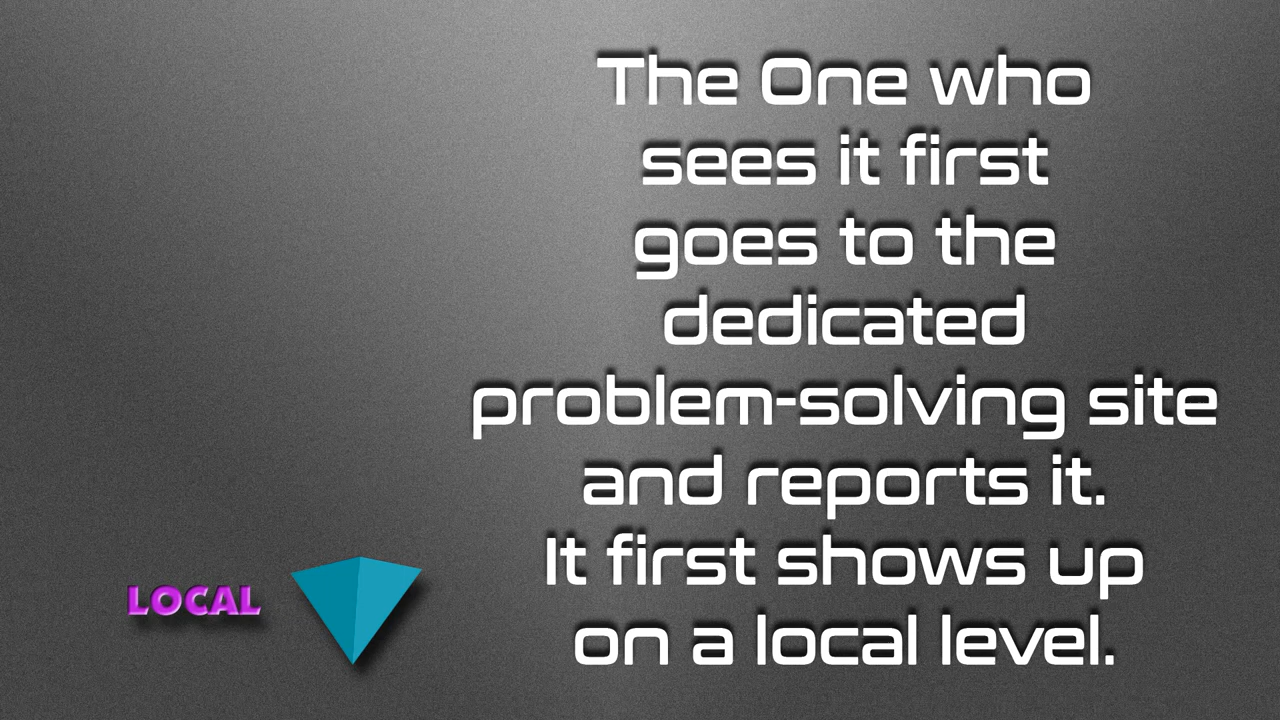 The One who
sees it first
goes to the
dedicated
problem-solving site
and reports it.
It first shows up
on a local level.
LOCAL